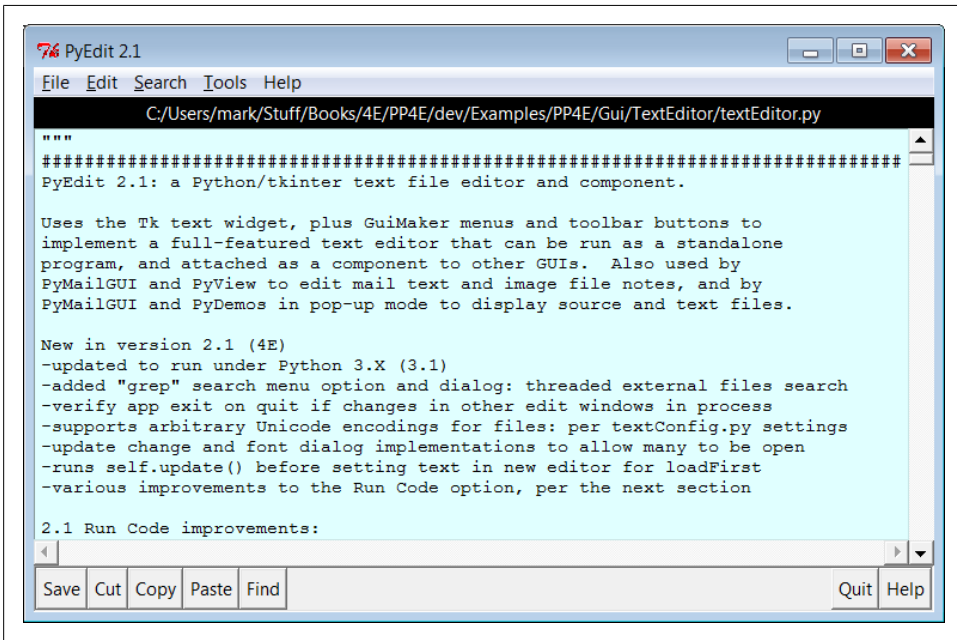 PyEdit 2.1
File Edit Search Tools Help
C:/Users/mark/Stuff/Books/4E/PP4E/dev/Examples/PP4E/Gui/TextEditor/textEditor.py
"""
################################################################################
PyEdit 2.1: a Python/tkinter text file editor and component.
Uses the Tk text widget, plus GuiMaker menus and toolbar buttons to
implement a full-featured text editor that can be run as a standalone
program, and attached as a component to other GUIs.  Also used by
PyMailGUI and PyView to edit mail text and image file notes, and by
PyMailGUI and PyDemos in pop-up mode to display source and text files.
New in version 2.1 (4E)
-updated to run under Python 3.X (3.1)
-added "grep" search menu option and dialog: threaded external files search
-verify app exit on quit if changes in other edit windows in process
-supports arbitrary Unicode encodings for files: per textConfig.py settings
-update change and font dialog implementations to allow many to be open
-runs self.update() before setting text in new editor for loadFirst
-various improvements to the Run Code option, per the next section
2.1 Run Code improvements:
Save Cut Copy Paste Find Quit Help